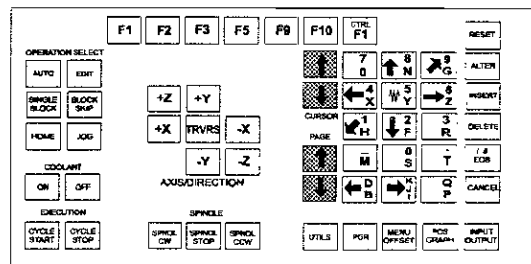 F1 F2 F3 F5 F9 F10 CTRL F1
RESET
OPERATION SELECT
AUTO EDIT
SINGLE BLOCK BLOCK SKIP
HOME JOG
COOLANT
ON OFF
EXECUTION
CYCLE START CYCLE STOP
+Z +Y
+X TRVRS -X
-Y -Z
AXIS/DIRECTION
SPINDLE
SPNDL CW SPNDL STOP SPNDL CCW
CURSOR
PAGE
7 8 N 9 G ALTER
4 X 5 Y 6 Z INSERT
1 H 2 F 3 R DELETE
M 0 S T / # EOB
D B K J I Q P CANCEL
UTILS PGR MENU OFFSET POS GRAPH INPUT OUTPUT